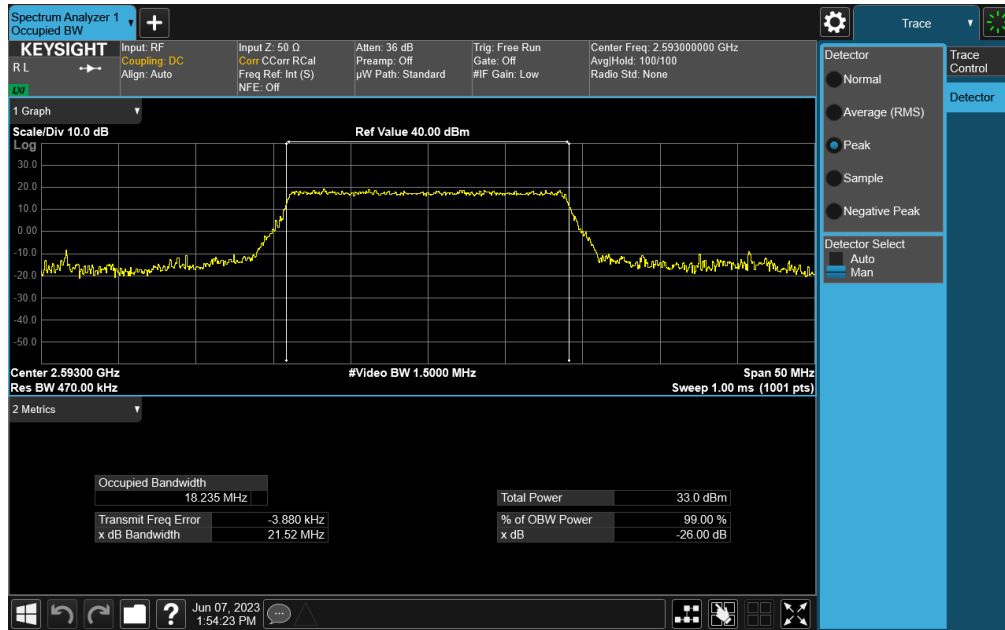 Spectrum Analyzer 1
Occupied BW
Trace
KEYSIGHT
R L
LXI
Input: RF
Coupling: DC
Align: Auto
Input Z: 50 Ω
Corr CCorr RCal
Freq Ref: Int (S)
NFE: Off
Atten: 36 dB
Preamp: Off
µW Path: Standard
Trig: Free Run
Gate: Off
#IF Gain: Low
Center Freq: 2.593000000 GHz
Avg|Hold: 100/100
Radio Std: None
1 Graph
Scale/Div 10.0 dB
Ref Value 40.00 dBm
Log
30.0
20.0
10.0
0.00
-10.0
-20.0
-30.0
-40.0
-50.0
Center 2.59300 GHz
#Video BW 1.5000 MHz
Span 50 MHz
Res BW 470.00 kHz
Sweep 1.00 ms (1001 pts)
2 Metrics
Occupied Bandwidth
18.235 MHz
Total Power 33.0 dBm
Transmit Freq Error -3.880 kHz
% of OBW Power 99.00 %
x dB Bandwidth 21.52 MHz
x dB -26.00 dB
Detector
Normal
Average (RMS)
Peak
Sample
Negative Peak
Detector Select
Auto
Man
Trace
Control
Detector
?
Jun 07, 2023
1:54:23 PM